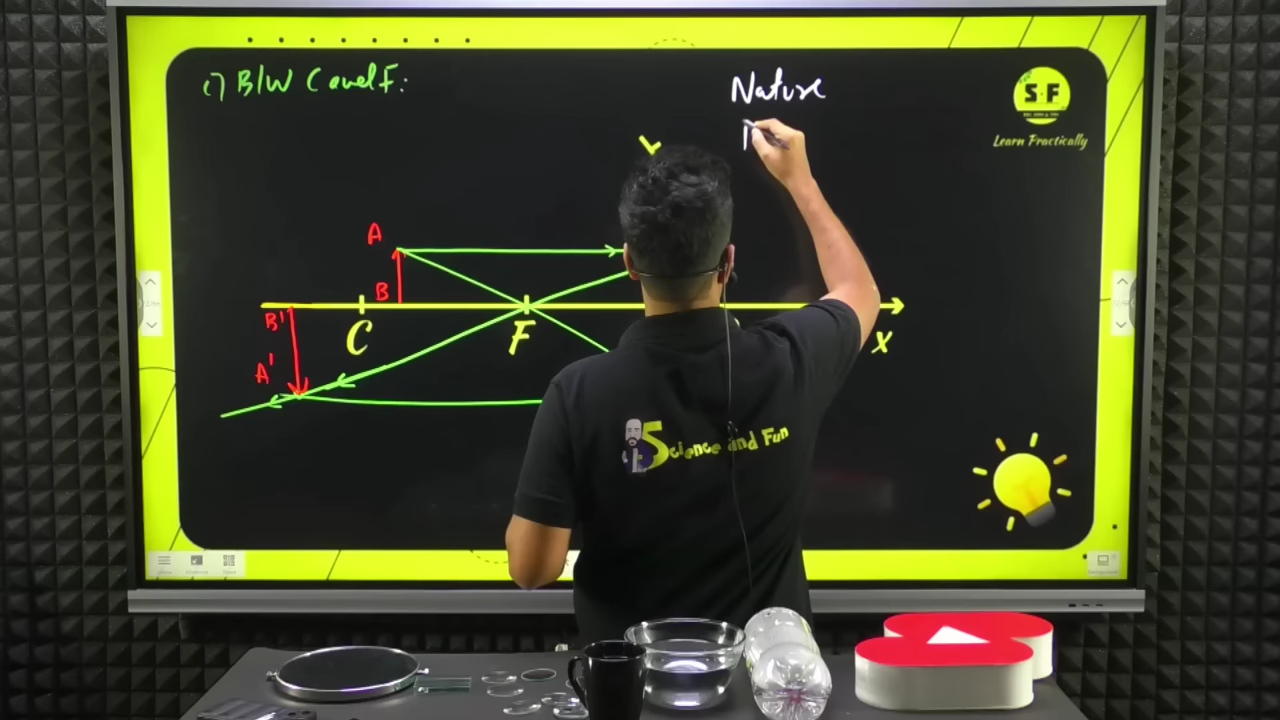 c) B/W C and F:
Nature
S·F
Learn Practically
A
B
B'
C
F
A'
X
Science and Fun